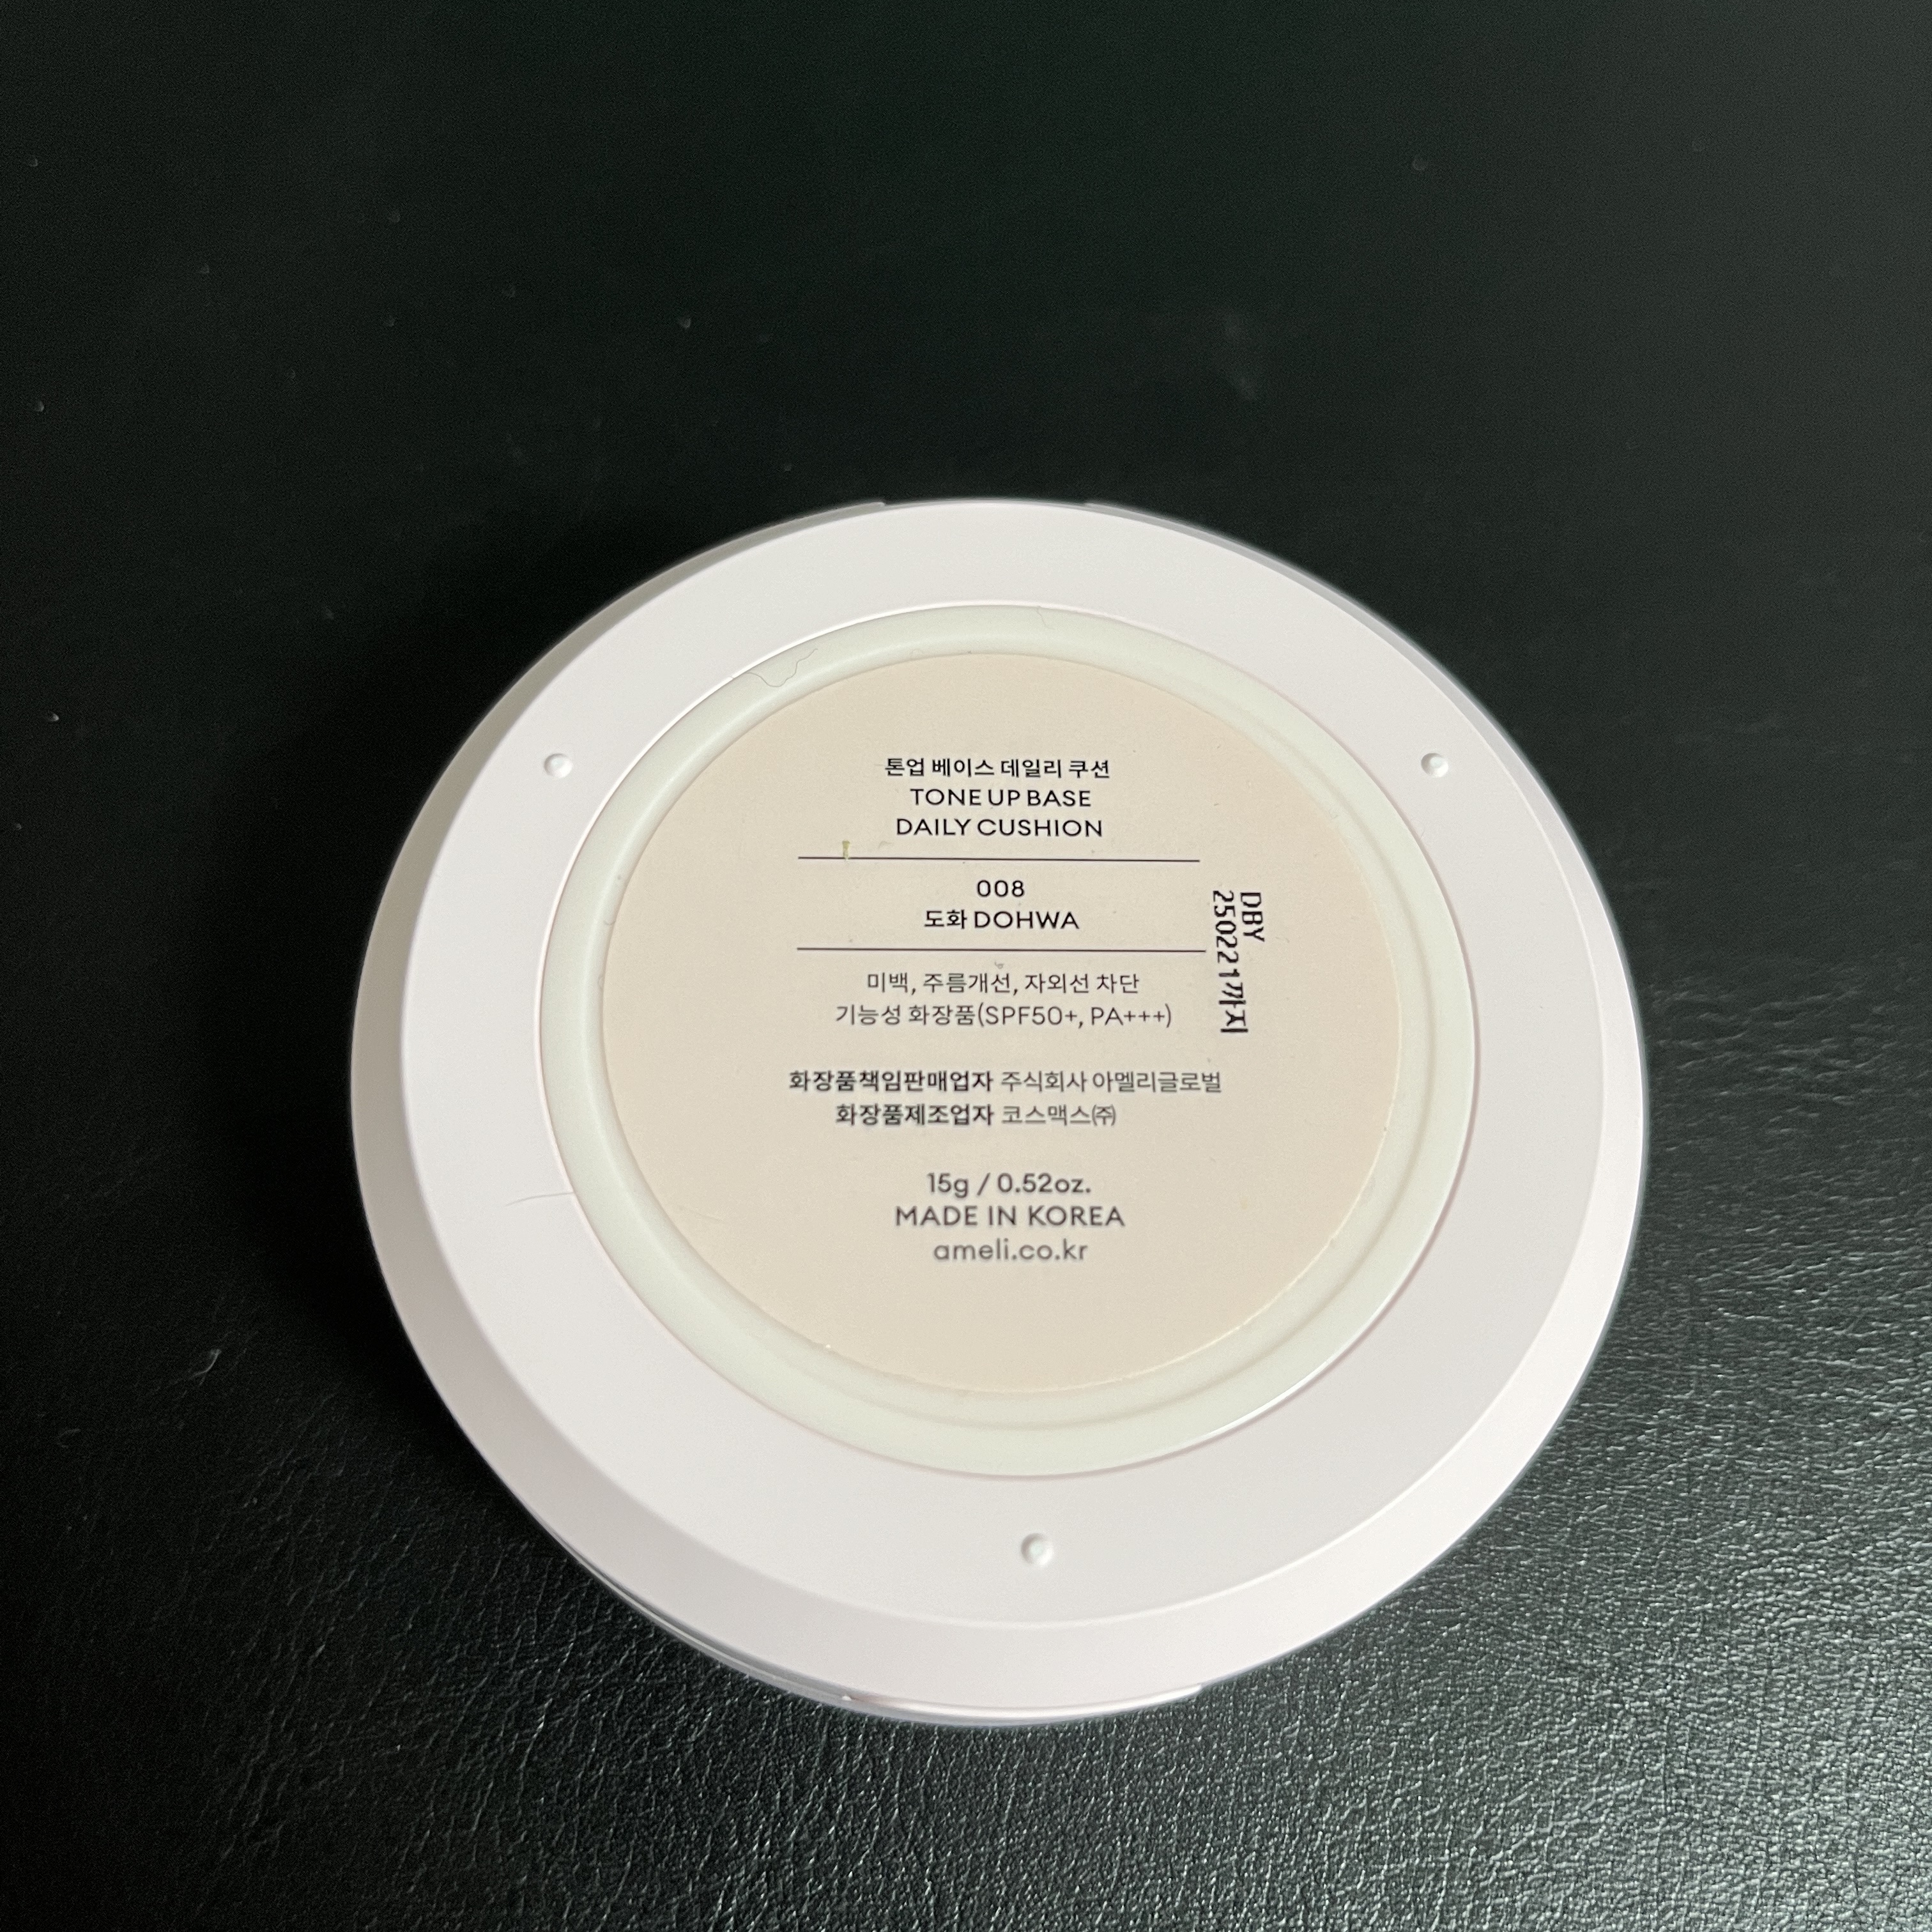 톤업 베이스 데일리 쿠션
TONE UP BASE
DAILY CUSHION
008
도화 DOHWA
미백, 주름개선, 자외선 차단
기능성 화장품(SPF50+, PA+++)
화장품책임판매업자 주식회사 아멜리글로벌
화장품제조업자 코스맥스㈜
15g / 0.52oz.
MADE IN KOREA
ameli.co.kr
DBY
250221까지